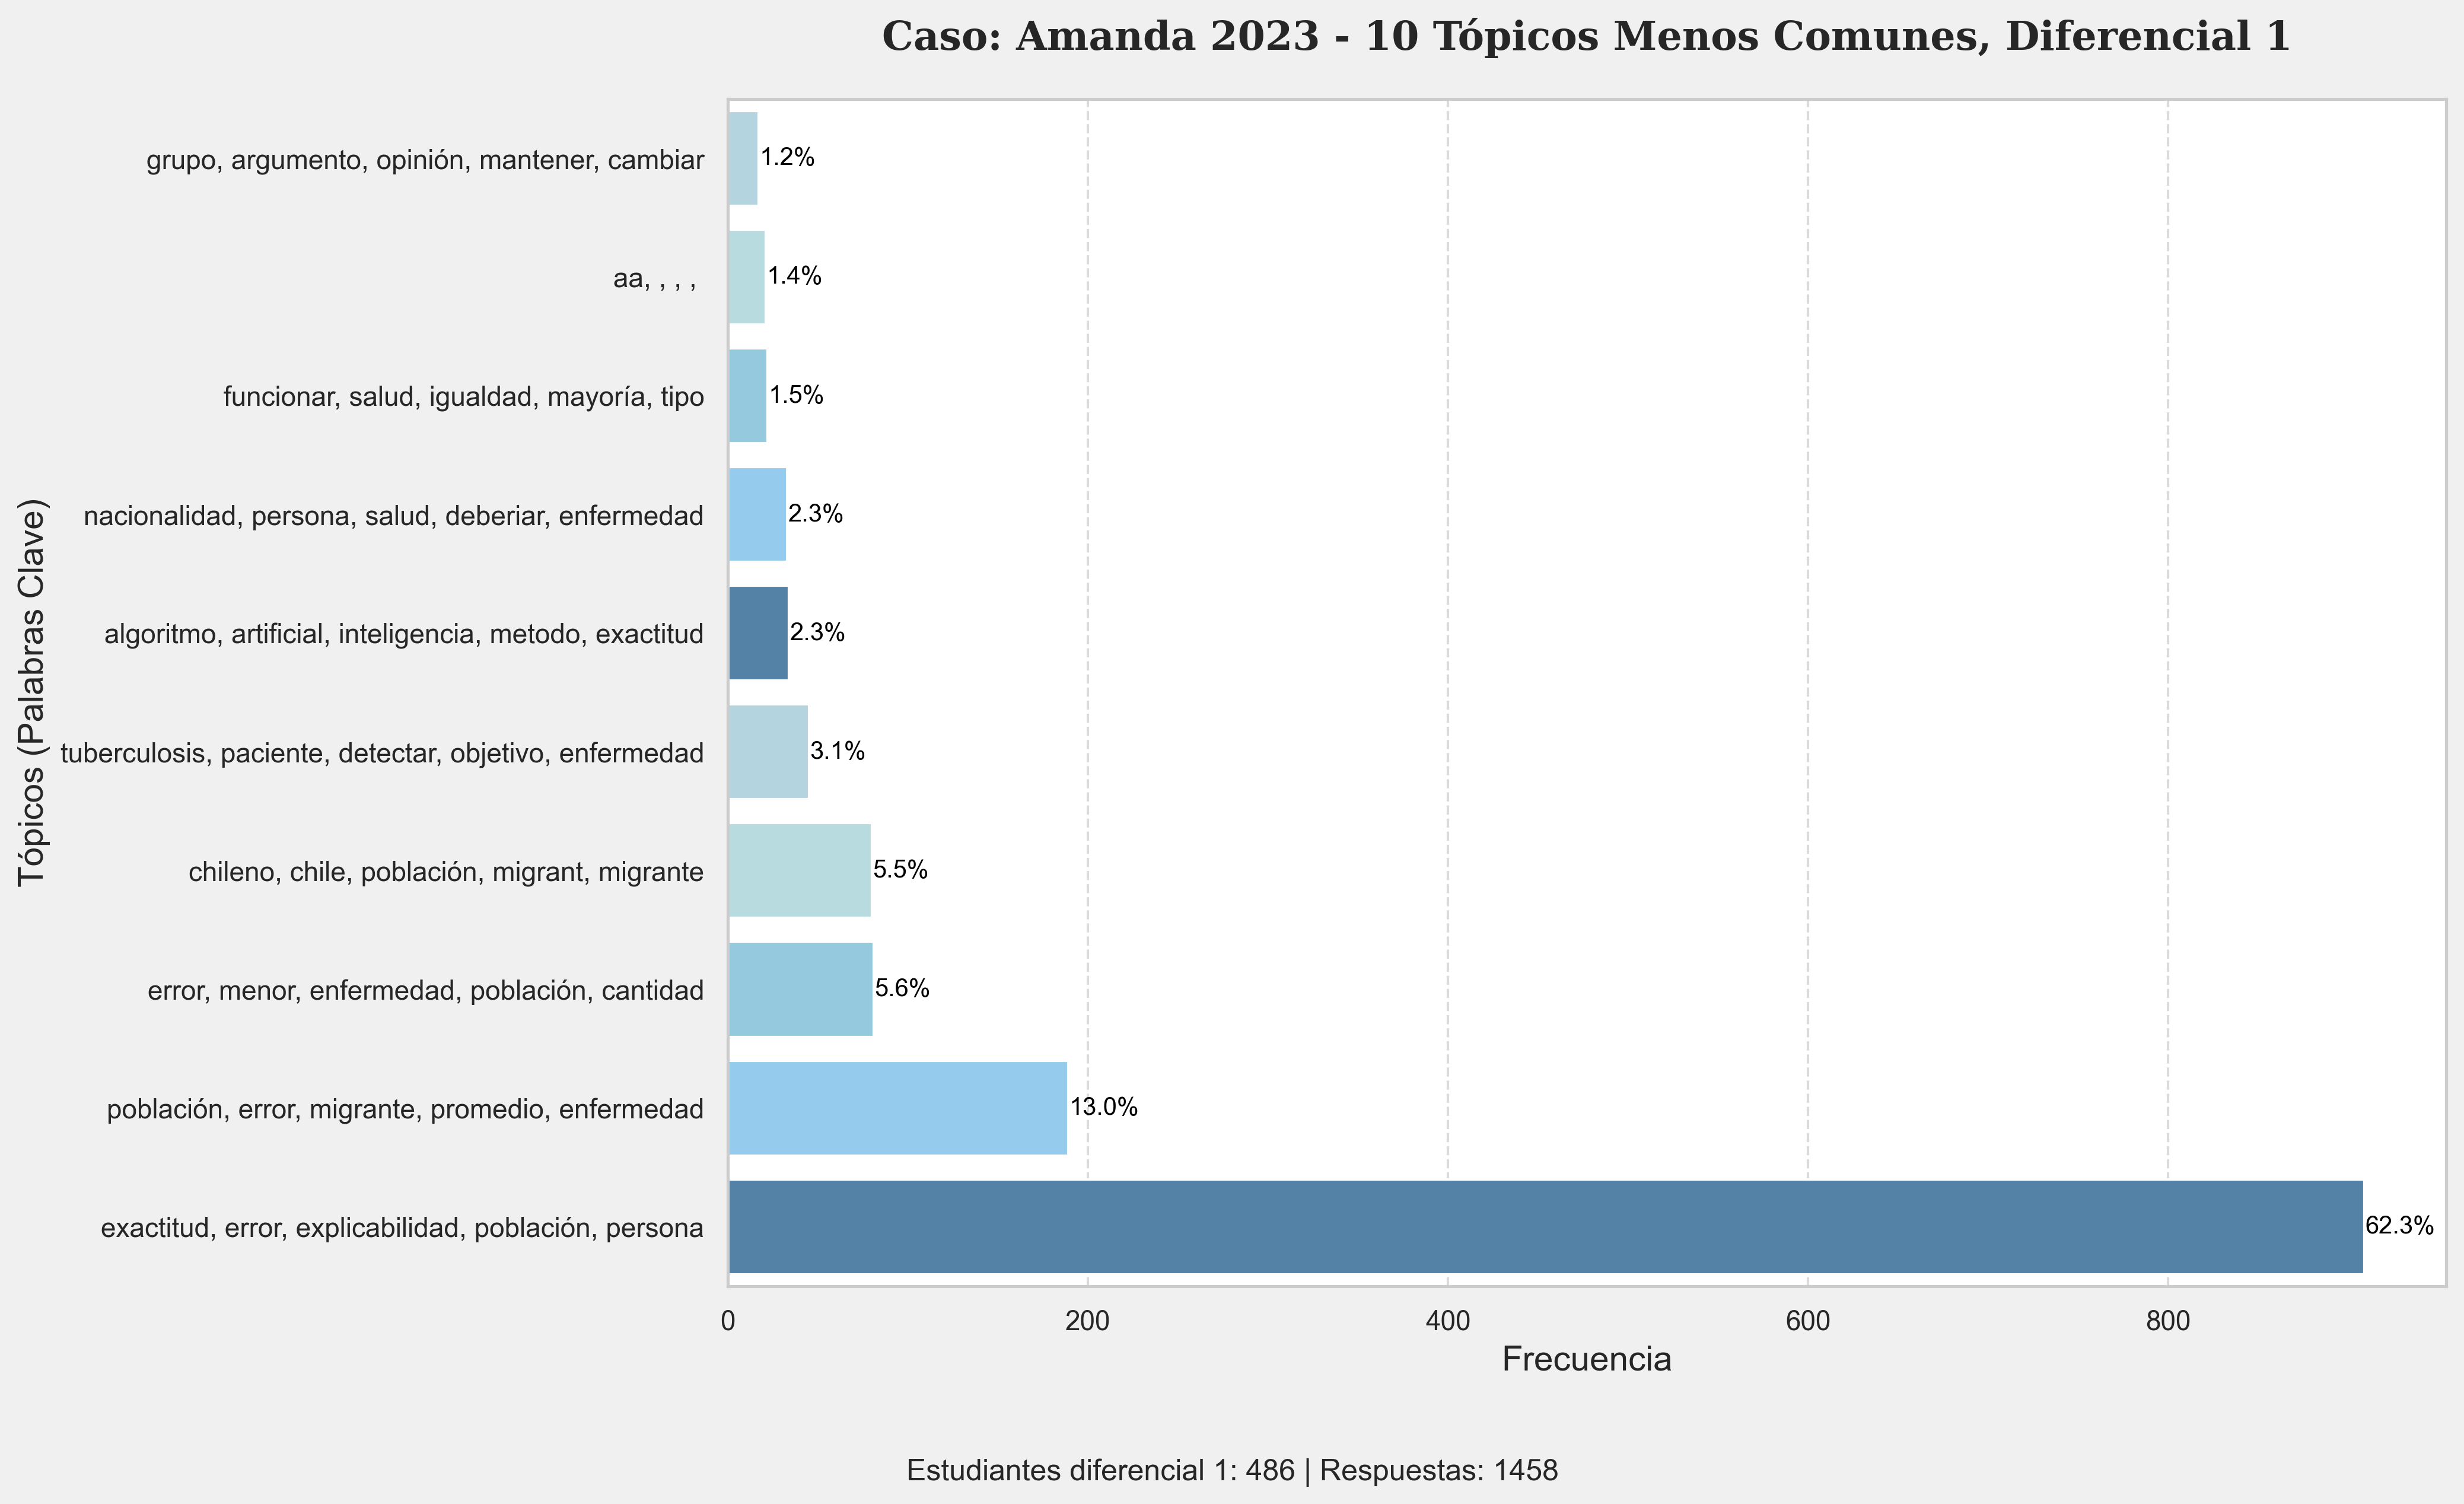 Caso: Amanda 2023 - 10 Tópicos Menos Comunes, Diferencial 1
Tópicos (Palabras Clave)
grupo, argumento, opinión, mantener, cambiar
1.2%
aa, , , ,
1.4%
funcionar, salud, igualdad, mayoría, tipo
1.5%
nacionalidad, persona, salud, deberiar, enfermedad
2.3%
algoritmo, artificial, inteligencia, metodo, exactitud
2.3%
tuberculosis, paciente, detectar, objetivo, enfermedad
3.1%
chileno, chile, población, migrant, migrante
5.5%
error, menor, enfermedad, población, cantidad
5.6%
población, error, migrante, promedio, enfermedad
13.0%
exactitud, error, explicabilidad, población, persona
62.3%
0 200 400 600 800
Frecuencia
Estudiantes diferencial 1: 486 | Respuestas: 1458